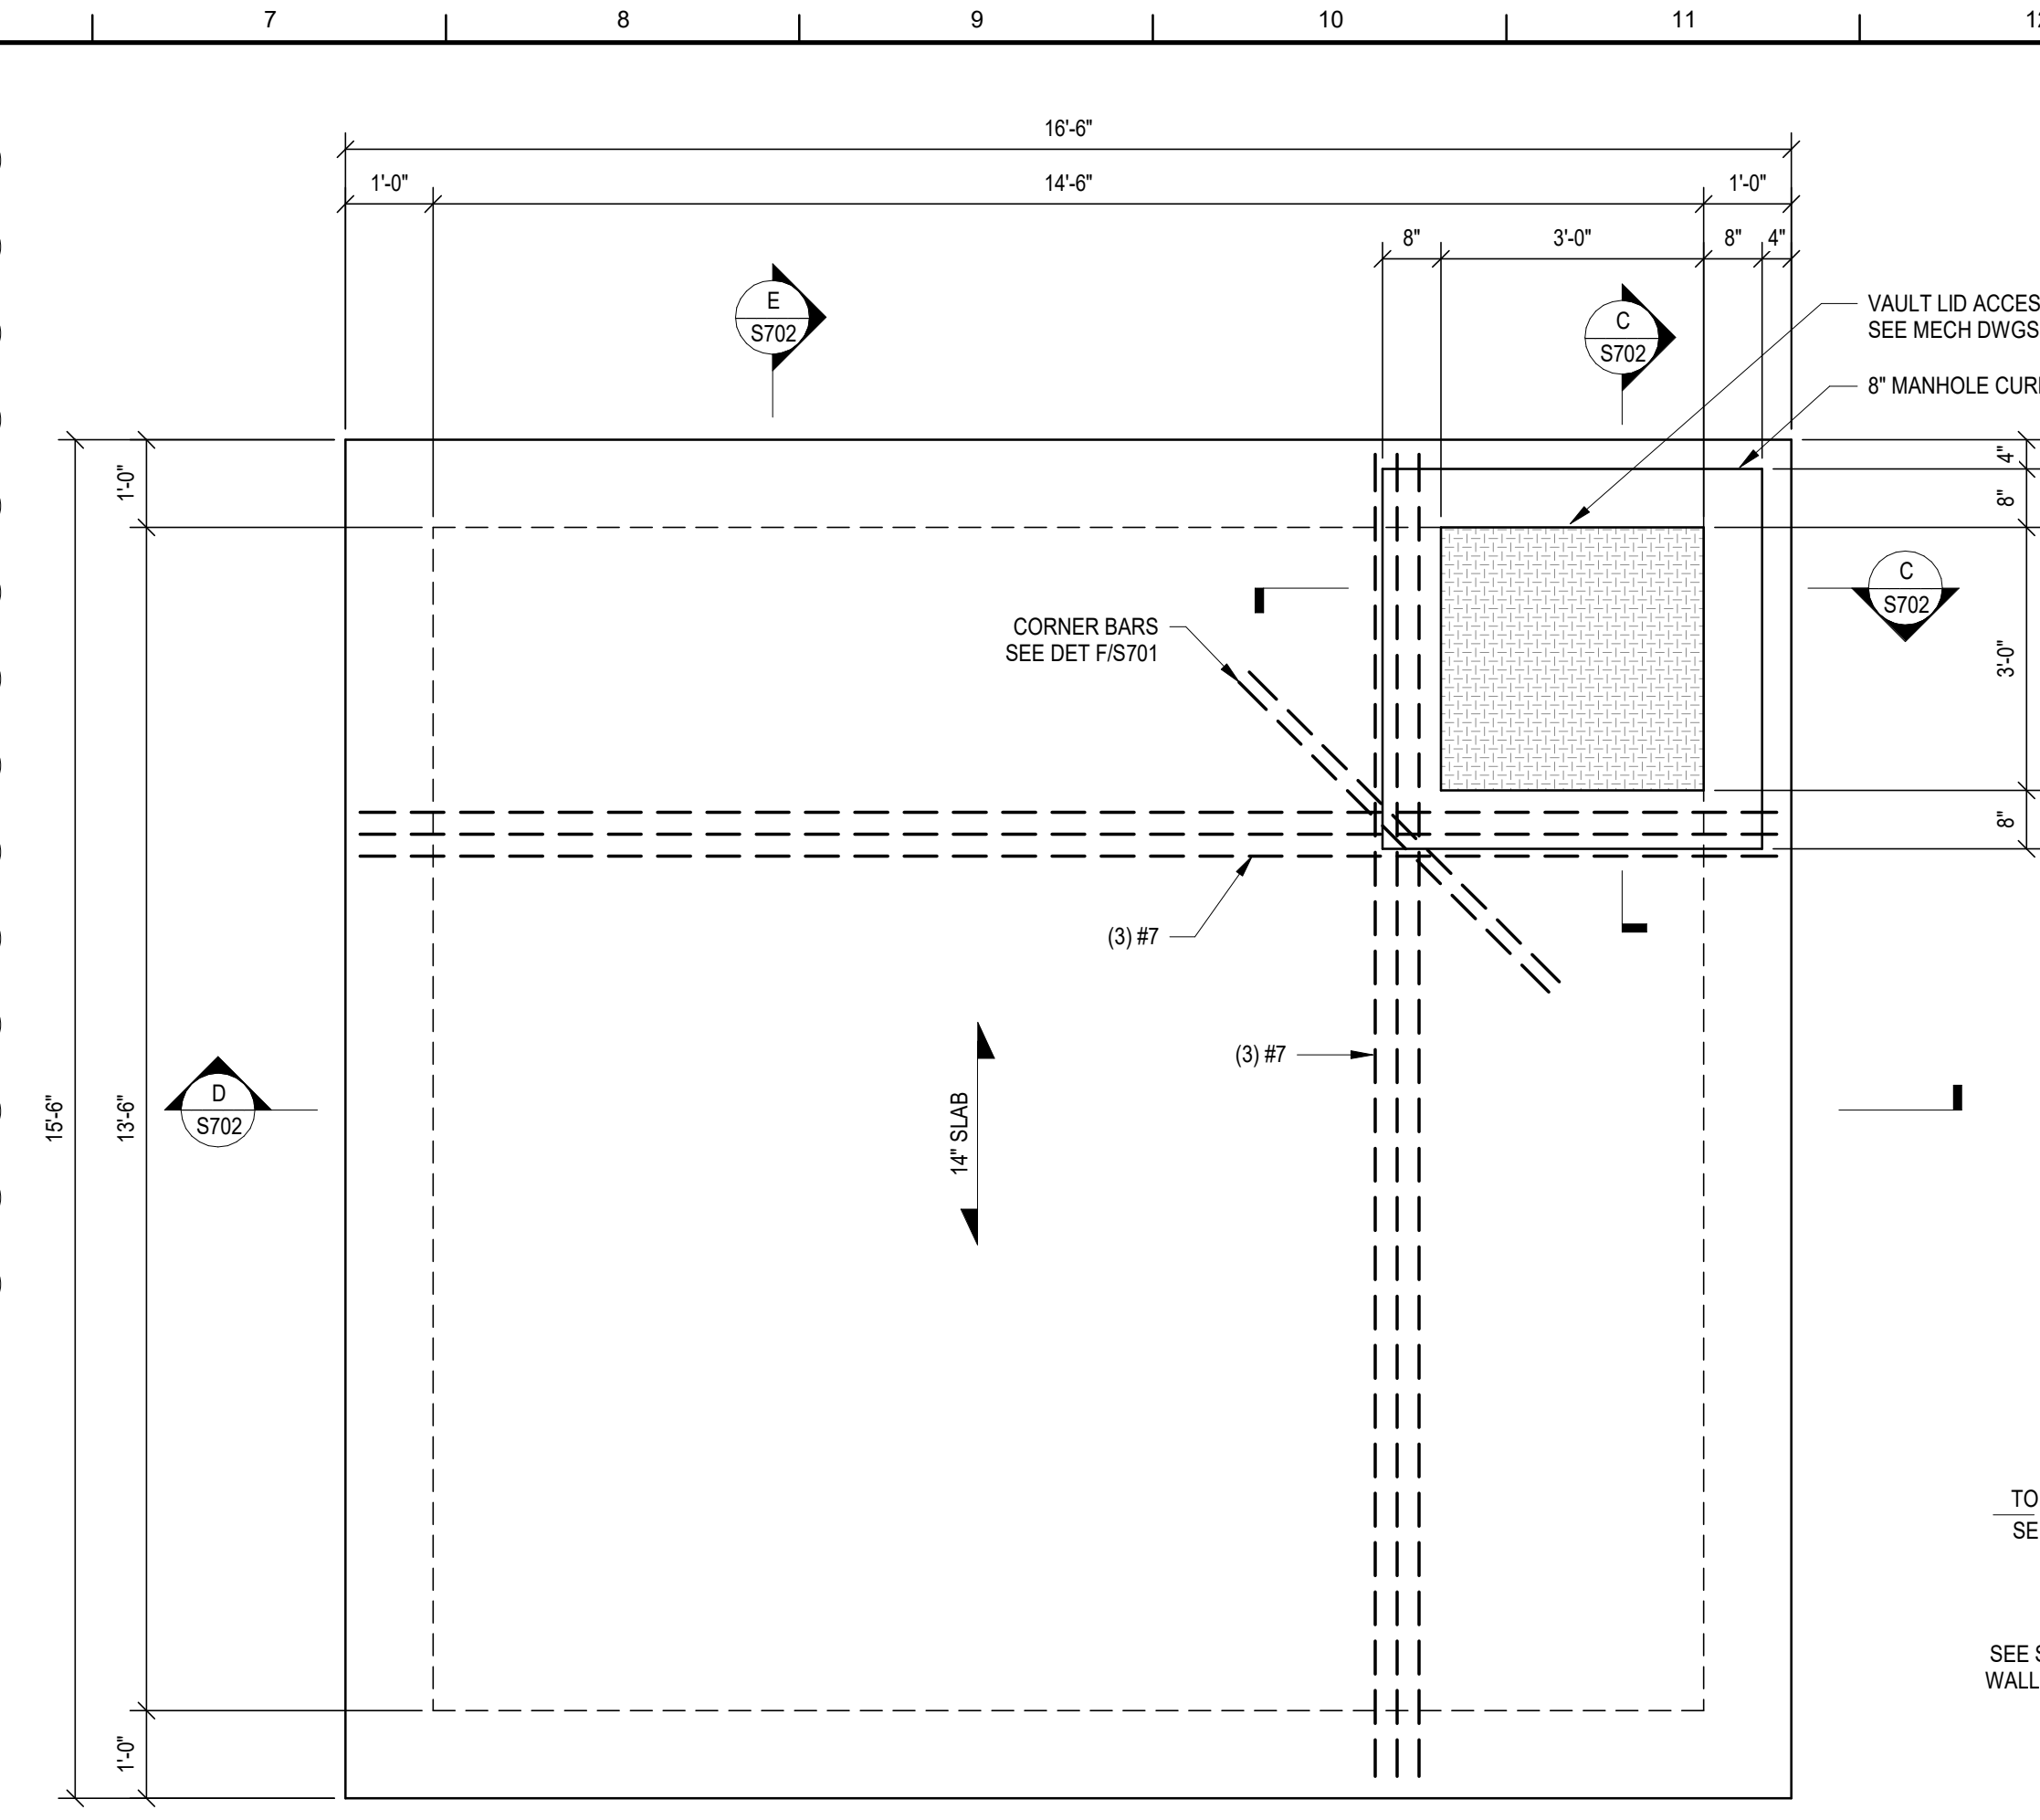 7 8 9 10 11
16'-6"
1'-0" 14'-6" 1'-0"
8" 3'-0" 8" 4"
E
S702
C
S702
VAULT LID ACCES
SEE MECH DWGS
8" MANHOLE CUR
4"
1'-0"
8"
C
S702
CORNER BARS
SEE DET F/S701
3'-0"
8"
(3) #7
(3) #7
D
S702
15'-6"
13'-6"
14" SLAB
TO
SE
SEE S
WALL
1'-0"